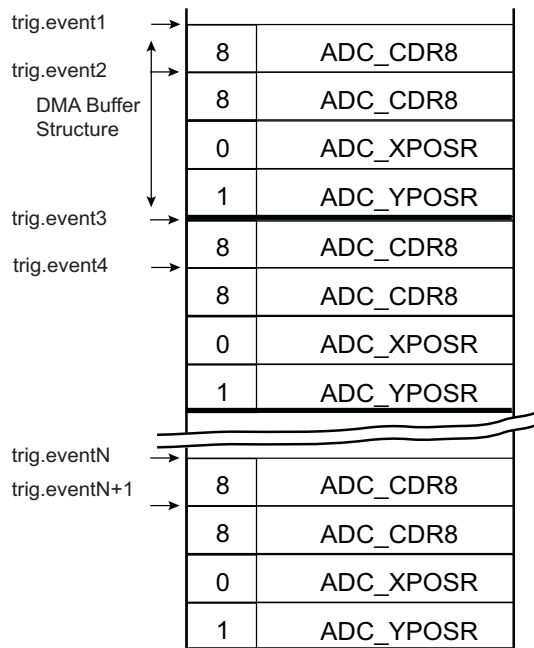 trig.event1
8 ADC_CDR8
trig.event2
DMA Buffer
Structure
8 ADC_CDR8
0 ADC_XPOSR
1 ADC_YPOSR
trig.event3
8 ADC_CDR8
trig.event4
8 ADC_CDR8
0 ADC_XPOSR
1 ADC_YPOSR
trig.eventN
8 ADC_CDR8
trig.eventN+1
8 ADC_CDR8
0 ADC_XPOSR
1 ADC_YPOSR